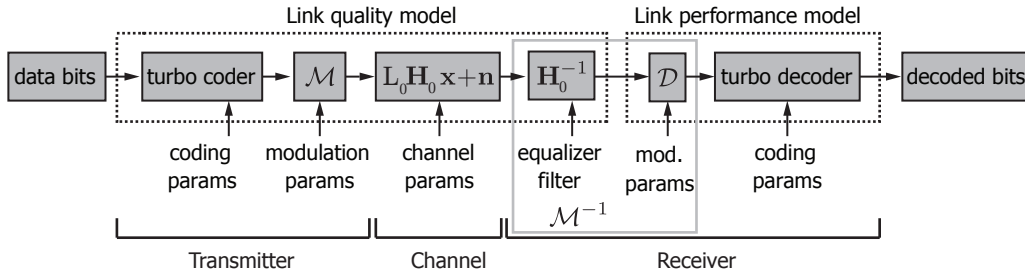 Link quality model
Link performance model
data bits
turbo coder
ℳ
L₀H₀x+n
H₀⁻¹
𝒟
turbo decoder
decoded bits
coding
params
modulation
params
channel
params
equalizer
filter
mod.
params
coding
params
ℳ⁻¹
Transmitter
Channel
Receiver